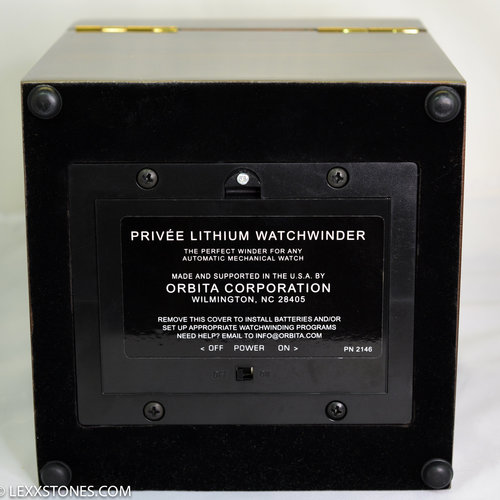 PRIVÉE LITHIUM WATCHWINDER
THE PERFECT WINDER FOR ANY
AUTOMATIC MECHANICAL WATCH
MADE AND SUPPORTED IN THE U.S.A. BY
ORBITA CORPORATION
WILMINGTON, NC 28405
REMOVE THIS COVER TO INSTALL BATTERIES AND/OR
SET UP APPROPRIATE WATCHWINDING PROGRAMS
NEED HELP? EMAIL TO INFO@ORBITA.COM
< OFF POWER ON > PN 2146
OFF ON
© LEXXSTONES.COM